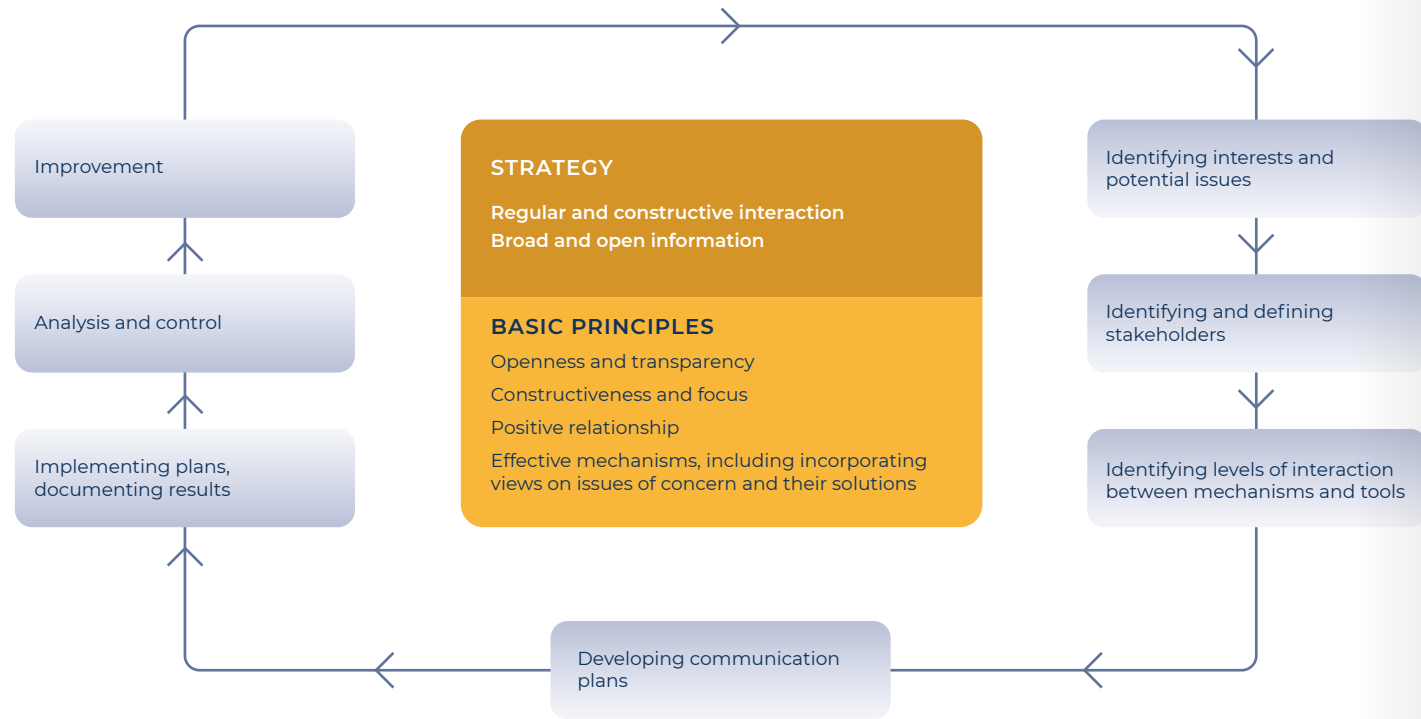 Improvement
Analysis and control
Implementing plans,
documenting results
STRATEGY
Regular and constructive interaction
Broad and open information
BASIC PRINCIPLES
Openness and transparency
Constructiveness and focus
Positive relationship
Effective mechanisms, including incorporating
views on issues of concern and their solutions
Identifying interests and
potential issues
Identifying and defining
stakeholders
Identifying levels of interaction
between mechanisms and tools
Developing communication
plans